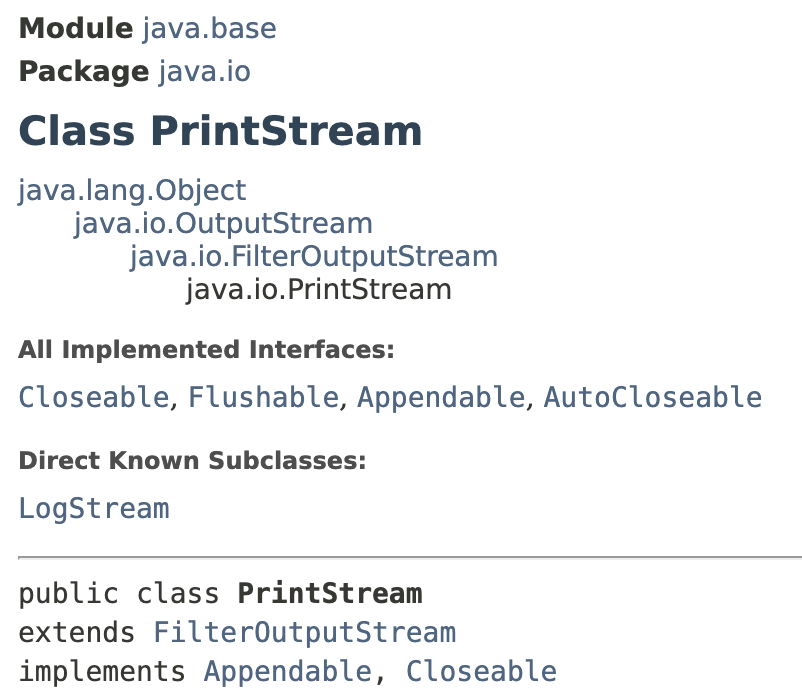 Module java.base
Package java.io
Class PrintStream
java.lang.Object
java.io.OutputStream
java.io.FilterOutputStream
java.io.PrintStream
All Implemented Interfaces:
Closeable, Flushable, Appendable, AutoCloseable
Direct Known Subclasses:
LogStream
public class PrintStream
extends FilterOutputStream
implements Appendable, Closeable